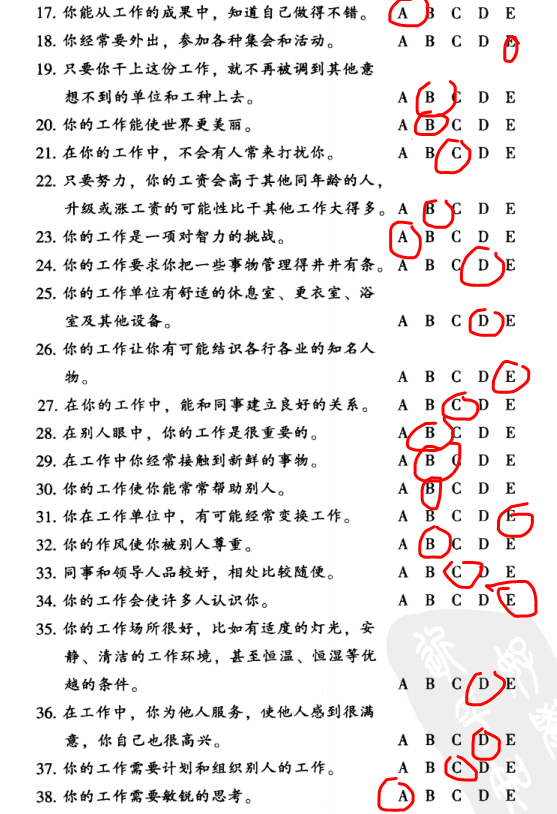 17. 你能从工作的成果中，知道自己做得不错。 A B C D E
18. 你经常要外出，参加各种集会和活动。 A B C D E
19. 只要你干上这份工作，就不再被调到其他意
想不到的单位和工种上去。 A B C D E
20. 你的工作能使世界更美丽。 A B C D E
21. 在你的工作中，不会有人常来打扰你。 A B C D E
22. 只要努力，你的工资会高于其他同年龄的人，
升级或涨工资的可能性比干其他工作大得多。 A B C D E
23. 你的工作是一项对智力的挑战。 A B C D E
24. 你的工作要求你把一些事物管理得井井有条。 A B C D E
25. 你的工作单位有舒适的休息室、更衣室、浴
室及其他设备。 A B C D E
26. 你的工作让你有可能结识各行各业的知名人
物。 A B C D E
27. 在你的工作中，能和同事建立良好的关系。 A B C D E
28. 在别人眼中，你的工作是很重要的。 A B C D E
29. 在工作中你经常接触到新鲜的事物。 A B C D E
30. 你的工作使你能常常帮助别人。 A B C D E
31. 你在工作单位中，有可能经常变换工作。 A B C D E
32. 你的作风使你被别人尊重。 A B C D E
33. 同事和领导人品较好，相处比较随便。 A B C D E
34. 你的工作会使许多人认识你。 A B C D E
35. 你的工作场所很好，比如有适度的灯光，安
静、清洁的工作环境，甚至恒温、恒湿等优
越的条件。 A B C D E
36. 在工作中，你为他人服务，使他人感到很满
意，你自己也很高兴。 A B C D E
37. 你的工作需要计划和组织别人的工作。 A B C D E
38. 你的工作需要敏锐的思考。 A B C D E